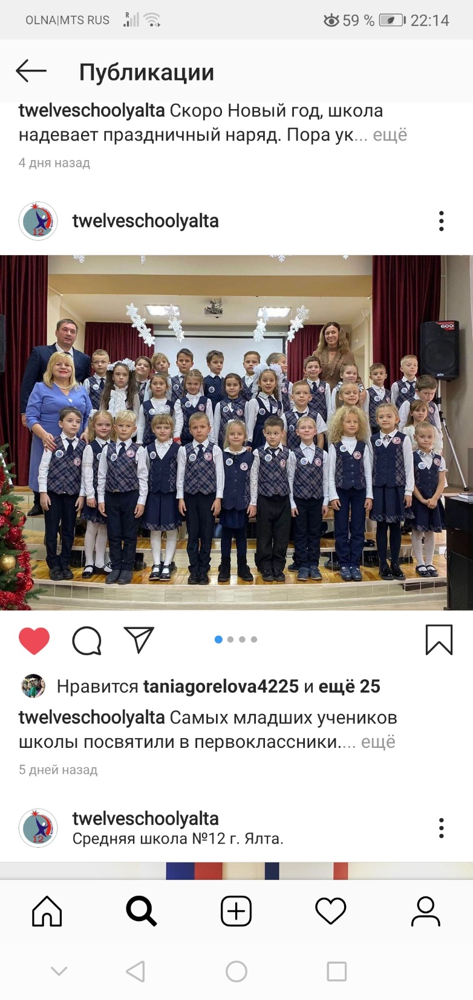 OLNA|MTS RUS R 59 % 22:14
Публикации
twelveschoolyalta Скоро Новый год, школа
надевает праздничный наряд. Пора ук... ещё
4 дня назад
12
twelveschoolyalta
600
Нравится taniagorelova4225 и ещё 25
twelveschoolyalta Самых младших учеников
школы посвятили в первоклассники.... ещё
5 дней назад
12
twelveschoolyalta
Средняя школа №12 г. Ялта.